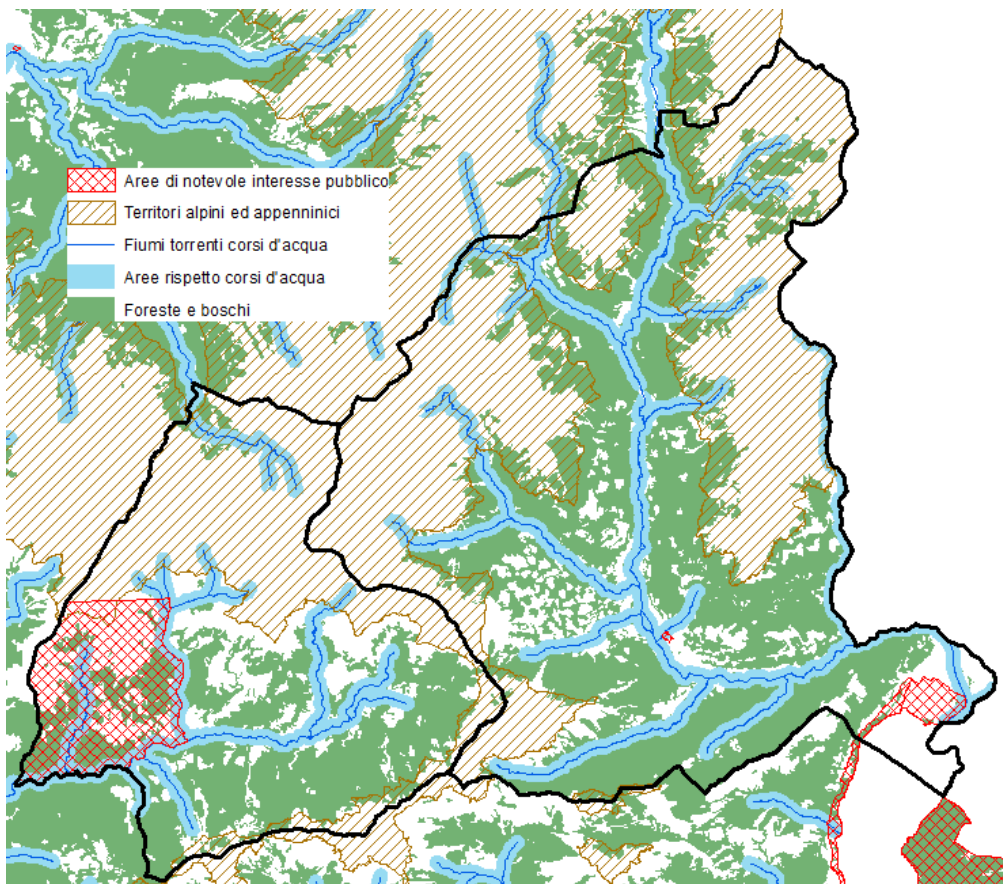 Aree di notevole interesse pubblico
Territori alpini ed appenninici
Fiumi torrenti corsi d'acqua
Aree rispetto corsi d'acqua
Foreste e boschi